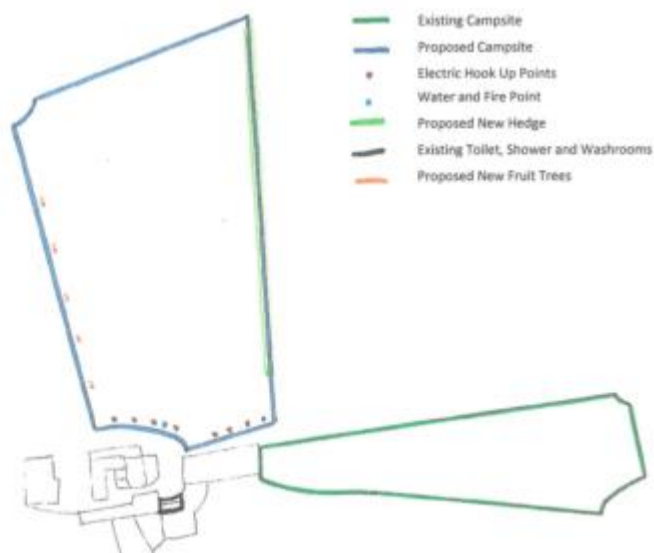 Existing Campsite
Proposed Campsite
Electric Hook Up Points
Water and Fire Point
Proposed New Hedge
Existing Toilet, Shower and Washrooms
Proposed New Fruit Trees